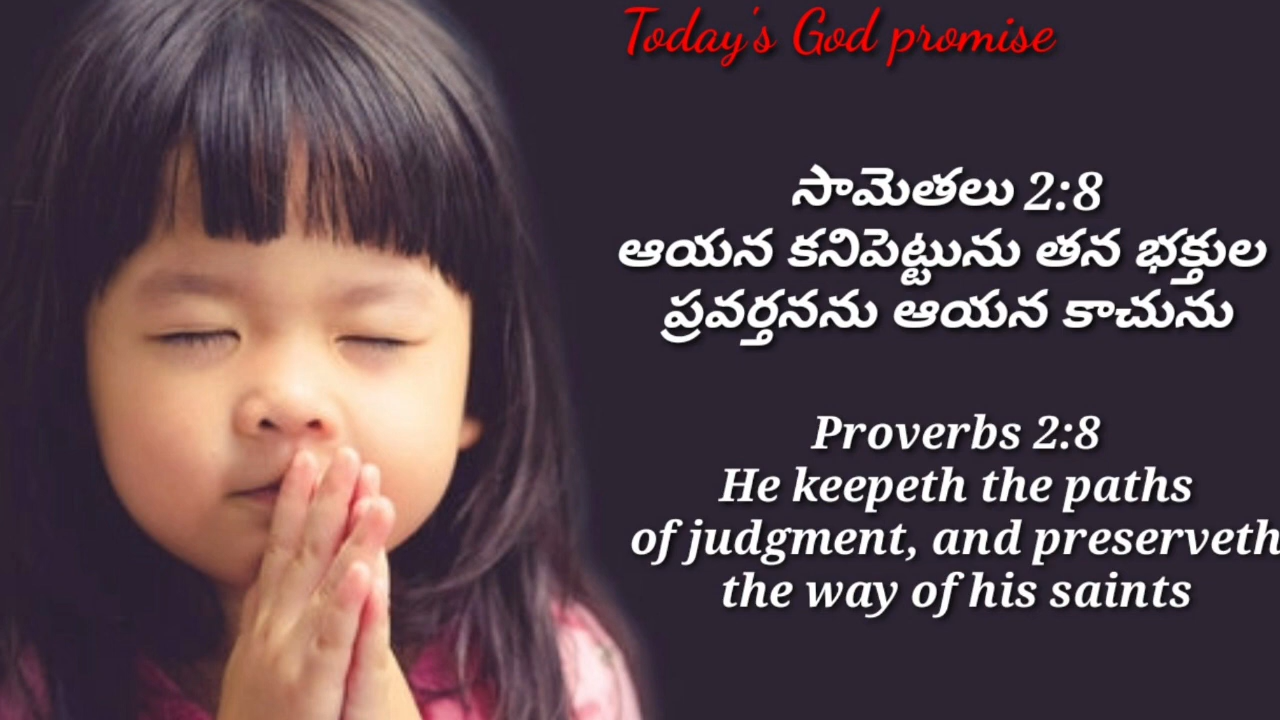 Today's God promise
సామెతలు 2:8
ఆయన కనిపెట్టును తన భక్తుల
ప్రవర్తనను ఆయన కాచును
Proverbs 2:8
He keepeth the paths
of judgment, and preserveth
the way of his saints